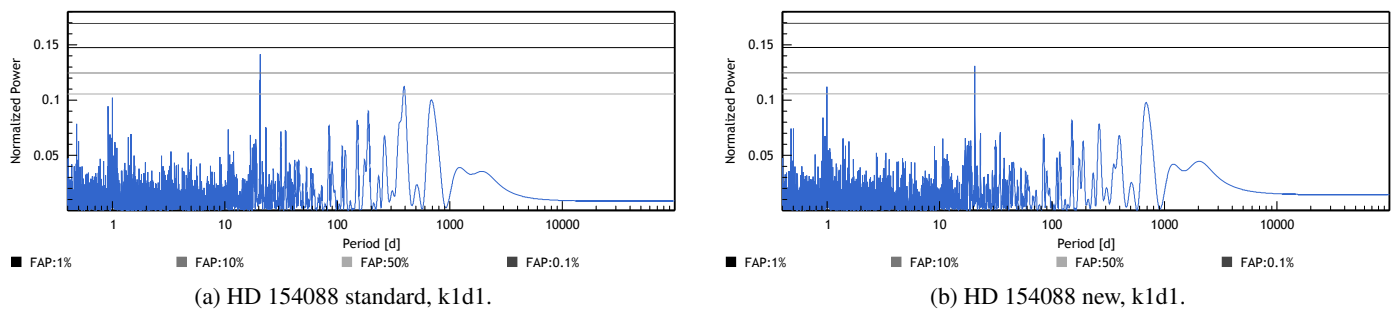 Normalized Power
0.15
0.1
0.05
1
10
100
1000
10000
Period [d]
FAP:1%
FAP:10%
FAP:50%
FAP:0.1%
(a) HD 154088 standard, k1d1.
Normalized Power
0.15
0.1
0.05
1
10
100
1000
10000
Period [d]
FAP:1%
FAP:10%
FAP:50%
FAP:0.1%
(b) HD 154088 new, k1d1.